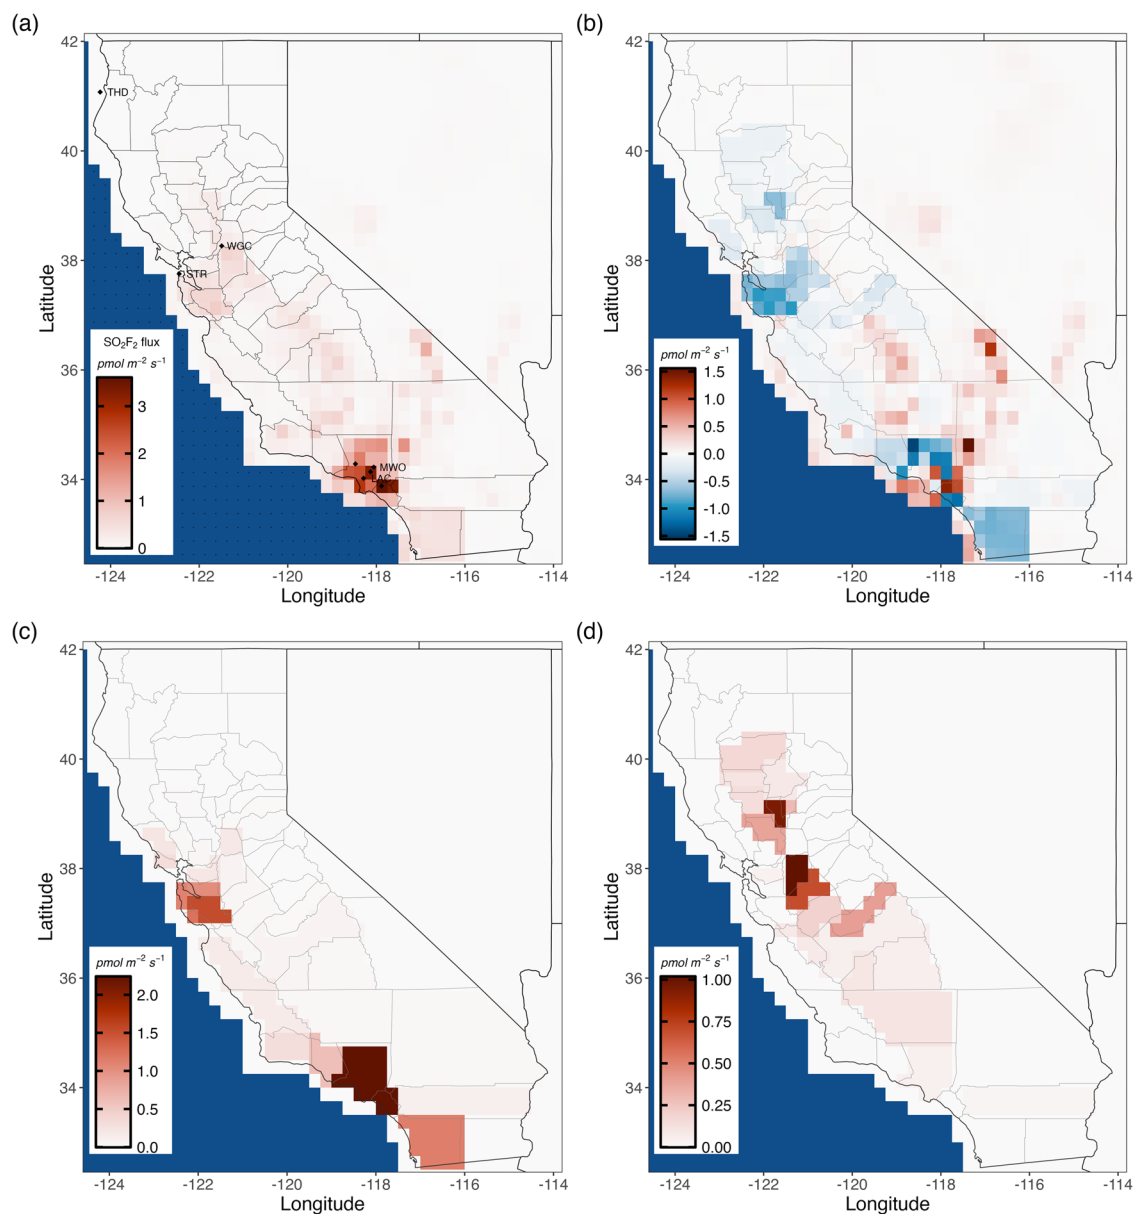 (a)
42
40
38
36
34
Latitude
THD
WGC
STR
MWO
LAC
SO₂F₂ flux
pmol m⁻² s⁻¹
3
2
1
0
-124
-122
-120
-118
-116
-114
Longitude
(b)
42
40
38
36
34
Latitude
pmol m⁻² s⁻¹
1.5
1.0
0.5
0.0
-0.5
-1.0
-1.5
-124
-122
-120
-118
-116
-114
Longitude
(c)
42
40
38
36
34
Latitude
pmol m⁻² s⁻¹
2.0
1.5
1.0
0.5
0.0
-124
-122
-120
-118
-116
-114
Longitude
(d)
42
40
38
36
34
Latitude
pmol m⁻² s⁻¹
1.00
0.75
0.50
0.25
0.00
-124
-122
-120
-118
-116
-114
Longitude